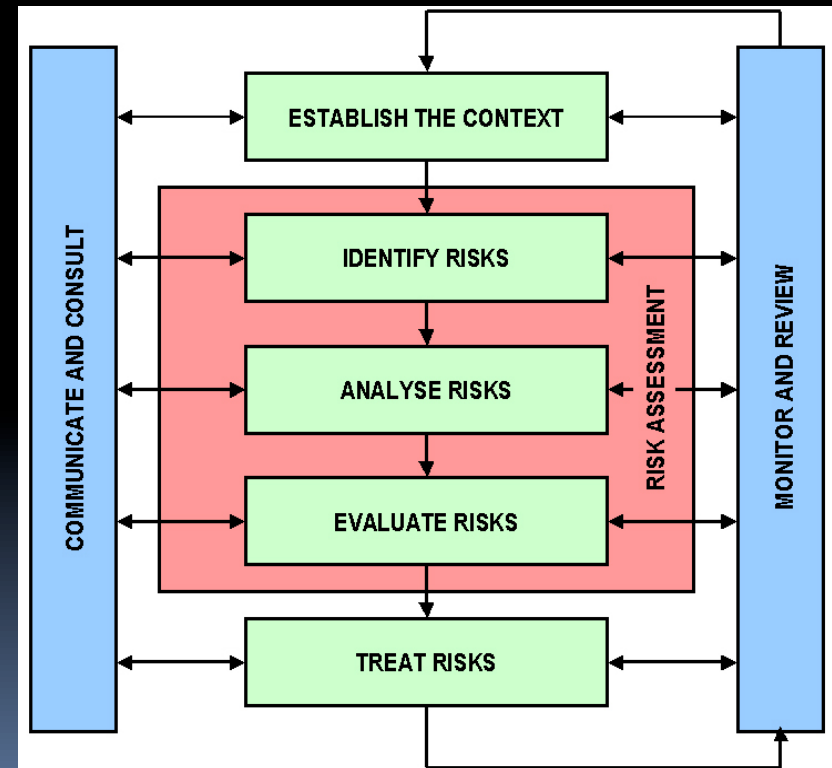 ESTABLISH THE CONTEXT
IDENTIFY RISKS
ANALYSE RISKS
EVALUATE RISKS
TREAT RISKS
COMMUNICATE AND CONSULT
RISK ASSESSMENT
MONITOR AND REVIEW